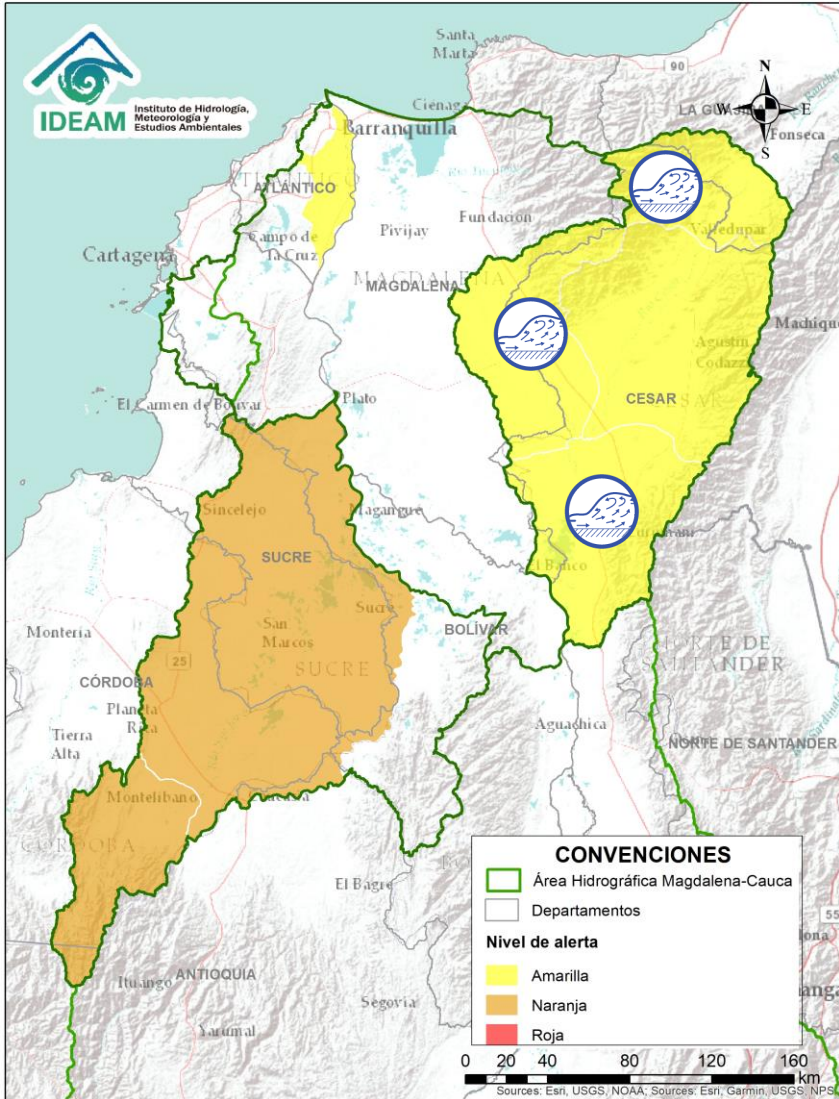 IDEAM
Instituto de Hidrología,
Meteorología y
Estudios Ambientales
Santa
Marta
90
N
LA GUAJIRA
W
E
S
Ciénaga
Barranquilla
Fonseca
ATLÁNTICO
Campo de
La Cruz
Pivijay
Fundación
Valledupar
Cartagena
MAGDALENA
MAGDALENA
Machiques
Agustín
Codazzi
CESAR
El Carmen de Bolívar
Plato
Sincelejo
Magangué
SUCRE
El Banco
Sucre
BOLÍVAR
San
Marcos
SUCRE
Montería
25
CÓRDOBA
Planeta
Rica
NORTE DE
SANTANDER
Tierra
Alta
Aguachica
NORTE DE SANTANDER
Montelibano
CÓRDOBA
El Bagre
Ituango
ANTIOQUIA
Segovia
Yarumal
55
CONVENCIONES
Área Hidrográfica Magdalena-Cauca
Departamentos
Nivel de alerta
Amarilla
Naranja
Roja
0 20 40 80 120 160
km
Sources: Esri, USGS, NOAA; Sources: Esri, Garmin, USGS, NPS